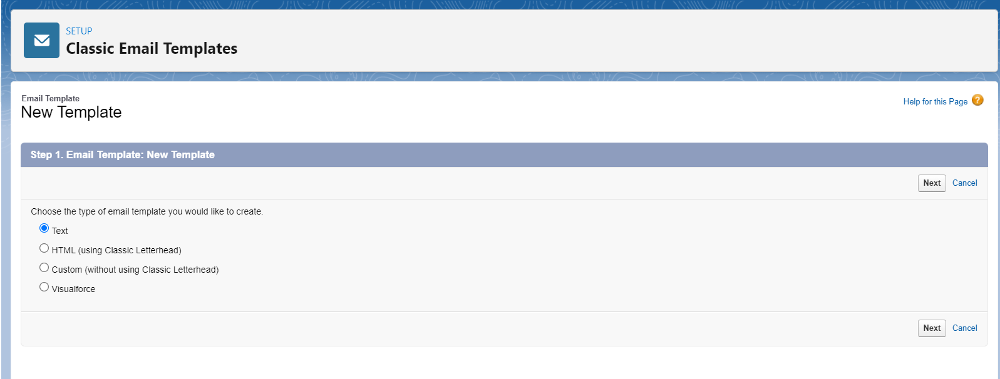 SETUP
Classic Email Templates
Email Template
New Template
Help for this Page ?
Step 1. Email Template: New Template
Next Cancel
Choose the type of email template you would like to create.
Text
HTML (using Classic Letterhead)
Custom (without using Classic Letterhead)
Visualforce
Next Cancel